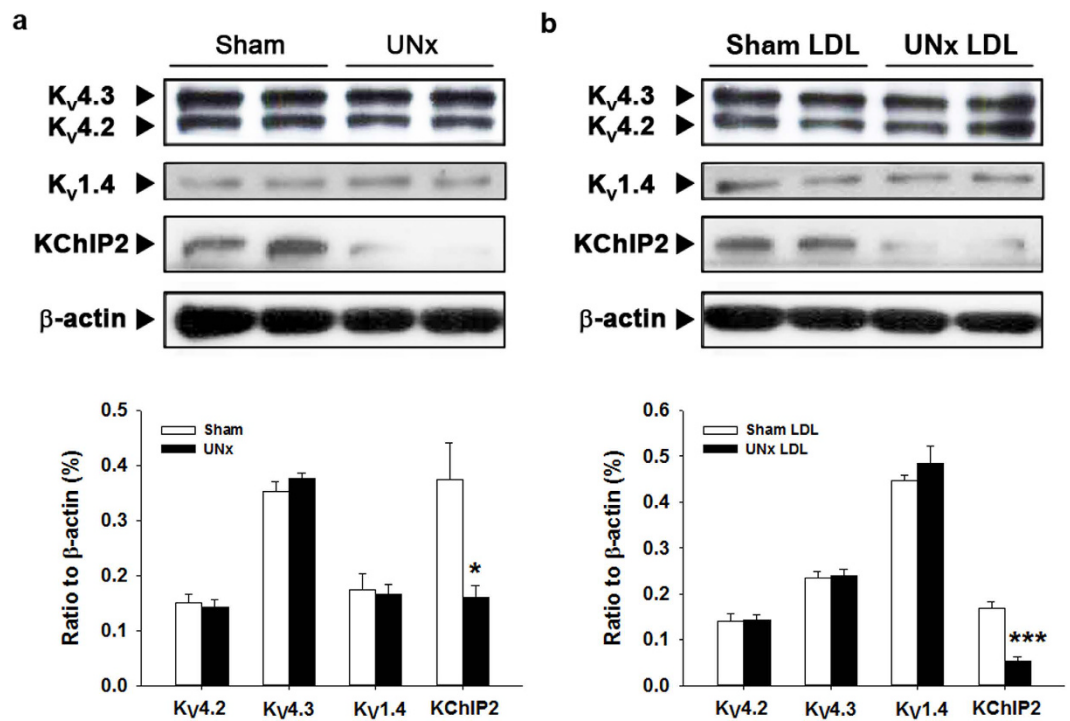 a
Sham UNx
Kv4.3
Kv4.2
Kv1.4
KChIP2
β-actin
0.5
0.4
0.3
0.2
0.1
0.0
Ratio to β-actin (%)
Sham
UNx
*
Kv4.2 Kv4.3 Kv1.4 KChIP2
b
Sham LDL UNx LDL
Kv4.3
Kv4.2
Kv1.4
KChIP2
β-actin
0.6
0.5
0.4
0.3
0.2
0.1
0.0
Ratio to β-actin (%)
Sham LDL
UNx LDL
***
Kv4.2 Kv4.3 Kv1.4 KChIP2